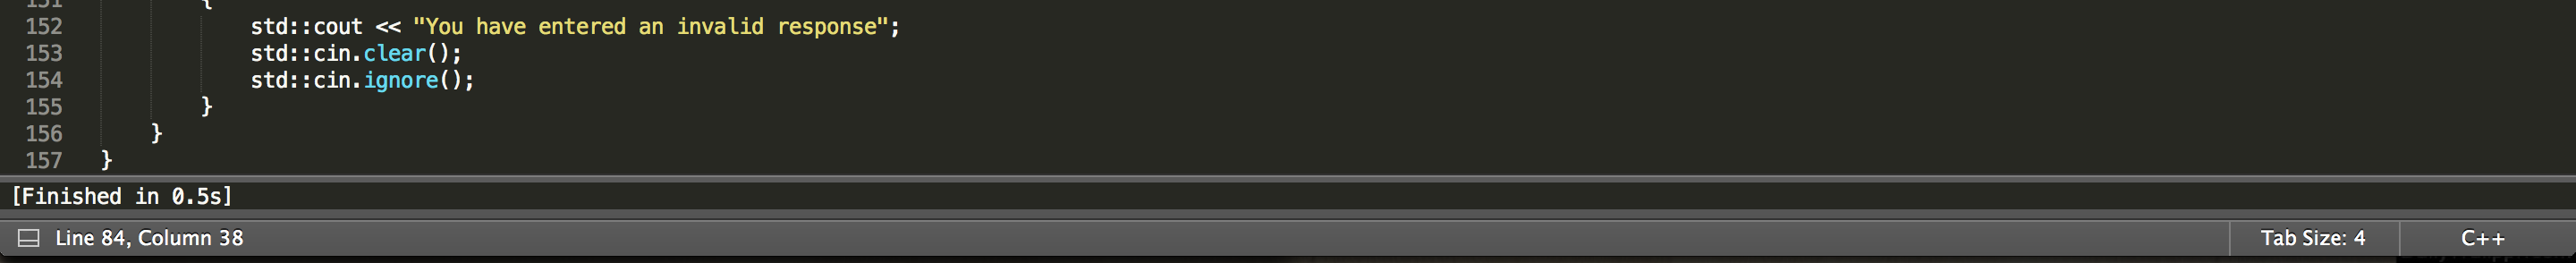 151 {
152 std::cout << "You have entered an invalid response";
153 std::cin.clear();
154 std::cin.ignore();
155 }
156 }
157 }
[Finished in 0.5s]
Line 84, Column 38 Tab Size: 4 C++